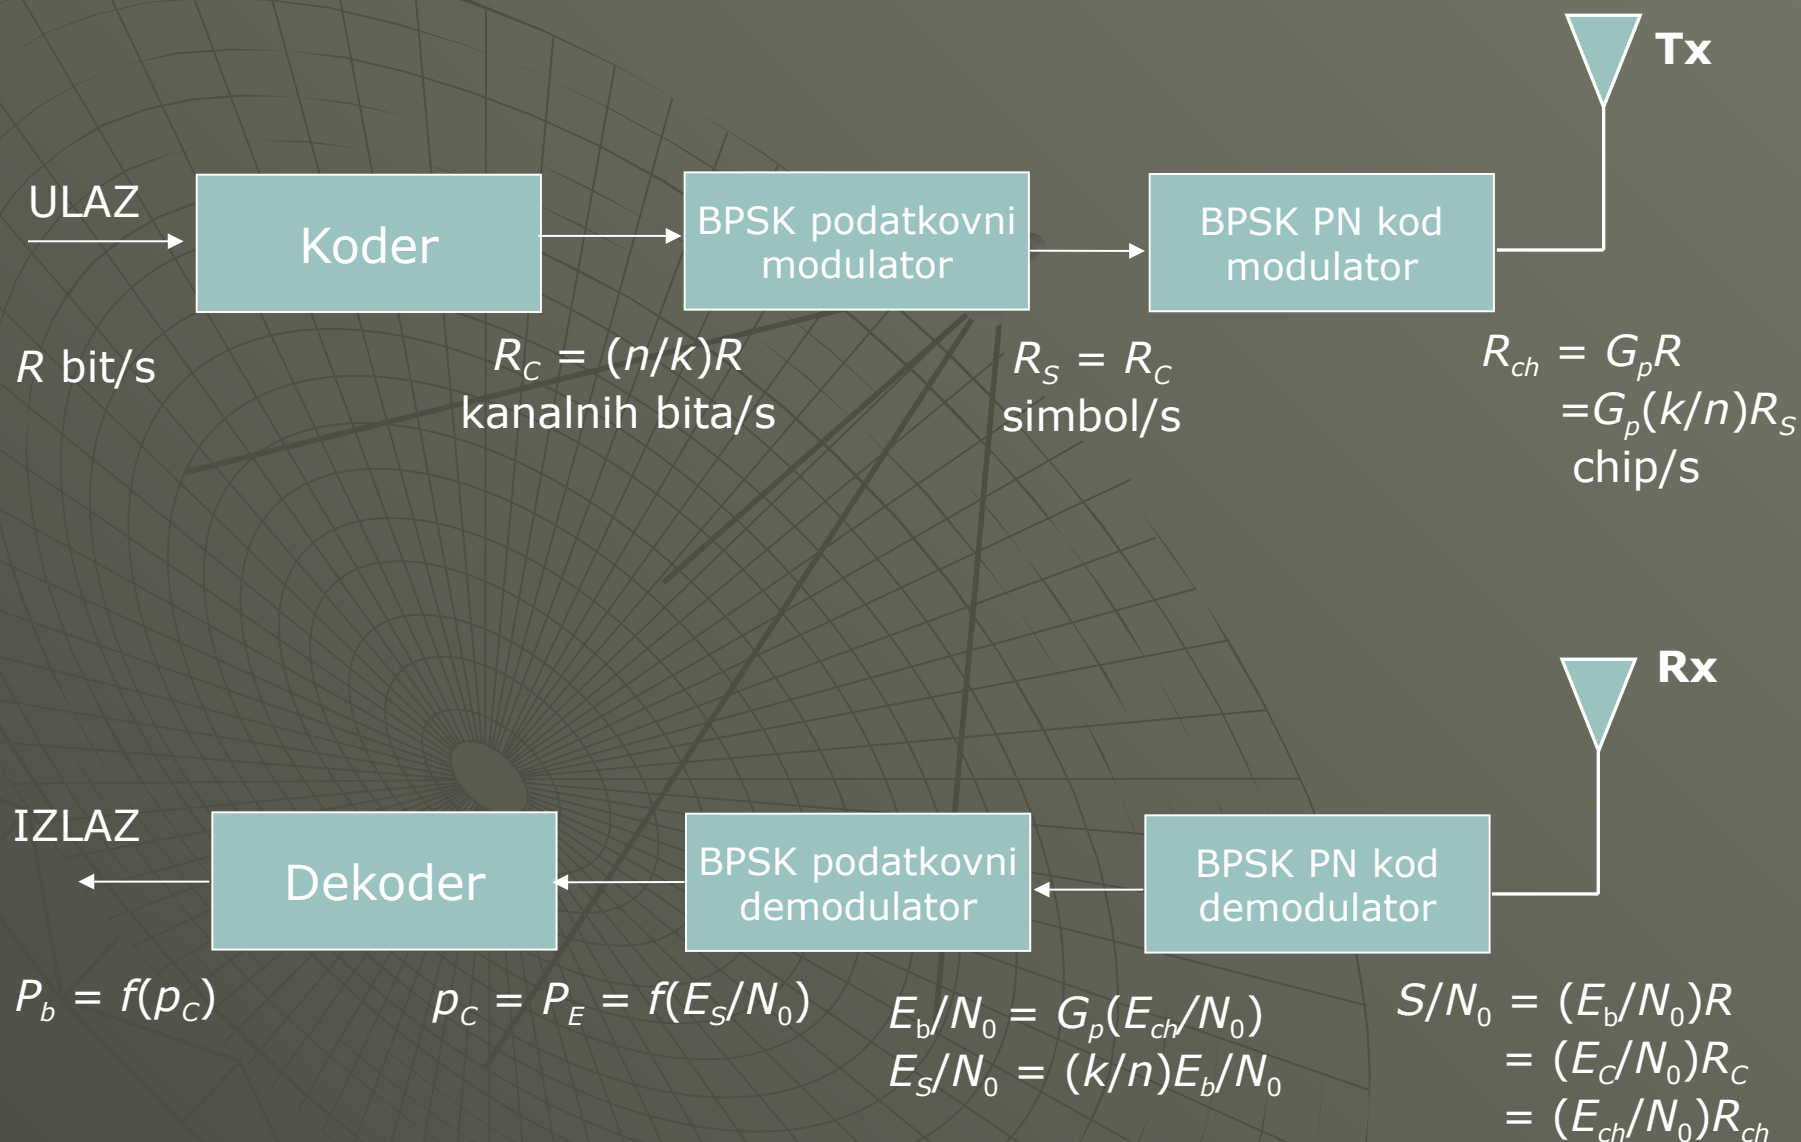 Tx
ULAZ
Koder
BPSK podatkovni
modulator
BPSK PN kod
modulator
R bit/s
R_C = (n/k)R
kanalnih bita/s
R_S = R_C
simbol/s
R_ch = G_pR
=G_p(k/n)R_S
chip/s
Rx
IZLAZ
Dekoder
BPSK podatkovni
demodulator
BPSK PN kod
demodulator
P_b = f(p_C)
p_C = P_E = f(E_S/N_0)
E_b/N_0 = G_p(E_ch/N_0)
E_S/N_0 = (k/n)E_b/N_0
S/N_0 = (E_b/N_0)R
= (E_C/N_0)R_C
= (E_ch/N_0)R_ch